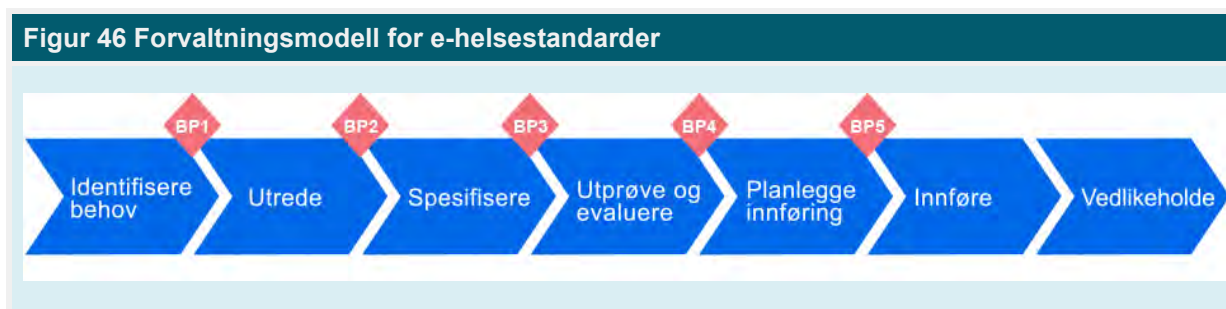 Figur 46 Forvaltningsmodell for e-helsestandarder
BP1
BP2
BP3
BP4
BP5
Identifisere
behov
Utrede
Spesifisere
Utprøve og
evaluere
Planlegge
innføring
Innføre
Vedlikeholde